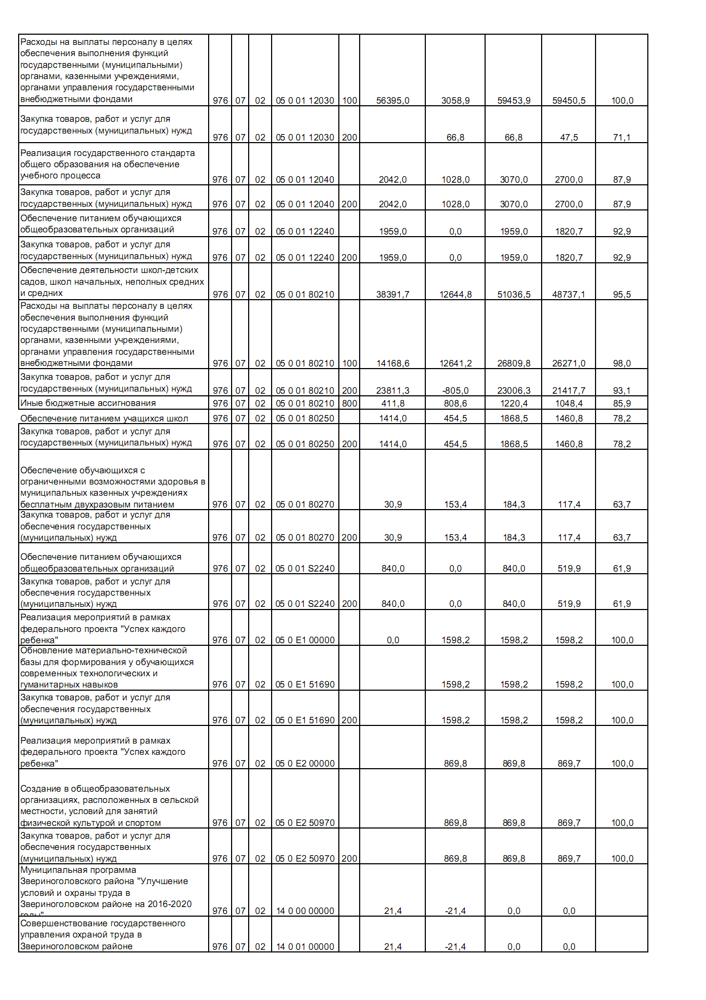 Расходы на выплаты персоналу в целях
обеспечения выполнения функций
государственными (муниципальными)
органами, казенными учреждениями,
органами управления государственными
внебюджетными фондами 976 07 02 05 0 01 12030 100 56395,0 3058,9 59453,9 59450,5 100,0
Закупка товаров, работ и услуг для
государственных (муниципальных) нужд 976 07 02 05 0 01 12030 200 66,8 66,8 47,5 71,1
Реализация государственного стандарта
общего образования на обеспечение
учебного процесса 976 07 02 05 0 01 12040 2042,0 1028,0 3070,0 2700,0 87,9
Закупка товаров, работ и услуг для
государственных (муниципальных) нужд 976 07 02 05 0 01 12040 200 2042,0 1028,0 3070,0 2700,0 87,9
Обеспечение питанием обучающихся
общеобразовательных организаций 976 07 02 05 0 01 12240 1959,0 0,0 1959,0 1820,7 92,9
Закупка товаров, работ и услуг для
государственных (муниципальных) нужд 976 07 02 05 0 01 12240 200 1959,0 0,0 1959,0 1820,7 92,9
Обеспечение деятельности школ-детских
садов, школ начальных, неполных средних
и средних 976 07 02 05 0 01 80210 38391,7 12644,8 51036,5 48737,1 95,5
Расходы на выплаты персоналу в целях
обеспечения выполнения функций
государственными (муниципальными)
органами, казенными учреждениями,
органами управления государственными
внебюджетными фондами 976 07 02 05 0 01 80210 100 14168,6 12641,2 26809,8 26271,0 98,0
Закупка товаров, работ и услуг для
государственных (муниципальных) нужд 976 07 02 05 0 01 80210 200 23811,3 -805,0 23006,3 21417,7 93,1
Иные бюджетные ассигнования 976 07 02 05 0 01 80210 800 411,8 808,6 1220,4 1048,4 85,9
Обеспечение питанием учащихся школ 976 07 02 05 0 01 80250 1414,0 454,5 1868,5 1460,8 78,2
Закупка товаров, работ и услуг для
государственных (муниципальных) нужд 976 07 02 05 0 01 80250 200 1414,0 454,5 1868,5 1460,8 78,2
Обеспечение обучающихся с
ограниченными возможностями здоровья в
муниципальных казенных учреждениях
бесплатным двухразовым питанием 976 07 02 05 0 01 80270 30,9 153,4 184,3 117,4 63,7
Закупка товаров, работ и услуг для
обеспечения государственных
(муниципальных) нужд 976 07 02 05 0 01 80270 200 30,9 153,4 184,3 117,4 63,7
Обеспечение питанием обучающихся
общеобразовательных организаций 976 07 02 05 0 01 S2240 840,0 0,0 840,0 519,9 61,9
Закупка товаров, работ и услуг для
обеспечения государственных
(муниципальных) нужд 976 07 02 05 0 01 S2240 200 840,0 0,0 840,0 519,9 61,9
Реализация мероприятий в рамках
федерального проекта "Успех каждого
ребенка" 976 07 02 05 0 E1 00000 0,0 1598,2 1598,2 1598,2 100,0
Обновление материально-технической
базы для формирования у обучающихся
современных технологических и
гуманитарных навыков 976 07 02 05 0 E1 51690 1598,2 1598,2 1598,2 100,0
Закупка товаров, работ и услуг для
обеспечения государственных
(муниципальных) нужд 976 07 02 05 0 E1 51690 200 1598,2 1598,2 1598,2 100,0
Реализация мероприятий в рамках
федерального проекта "Успех каждого
ребенка" 976 07 02 05 0 E2 00000 869,8 869,8 869,7 100,0
Создание в общеобразовательных
организациях, расположенных в сельской
местности, условий для занятий
физической культурой и спортом 976 07 02 05 0 E2 50970 869,8 869,8 869,7 100,0
Закупка товаров, работ и услуг для
обеспечения государственных
(муниципальных) нужд 976 07 02 05 0 E2 50970 200 869,8 869,8 869,7 100,0
Муниципальная программа
Звериноголовского района "Улучшение
условий и охраны труда в
Звериноголовском районе на 2016-2020
годы" 976 07 02 14 0 00 00000 21,4 -21,4 0,0 0,0
Совершенствование государственного
управления охраной труда в
Звериноголовском районе 976 07 02 14 0 01 00000 21,4 -21,4 0,0 0,0